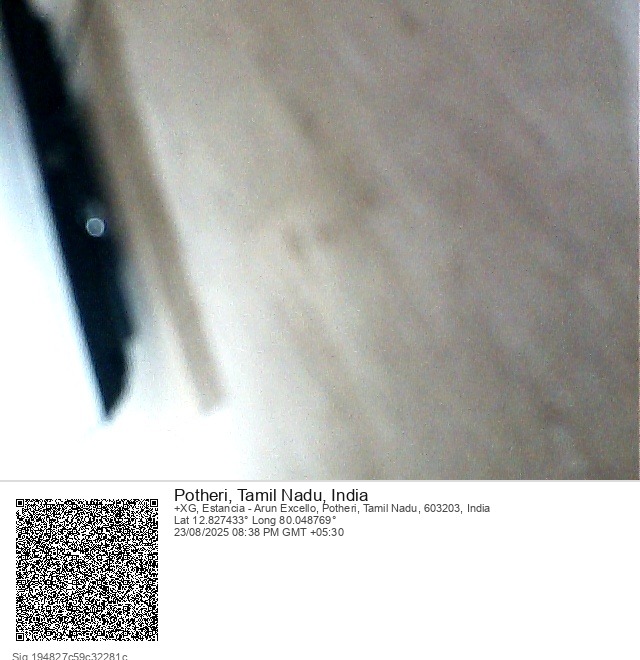 Potheri, Tamil Nadu, India
+XG, Estancia - Arun Excello, Potheri, Tamil Nadu, 603203, India
Lat 12.827433° Long 80.048769°
23/08/2025 08:38 PM GMT +05:30
Sig 194827c59c32281c